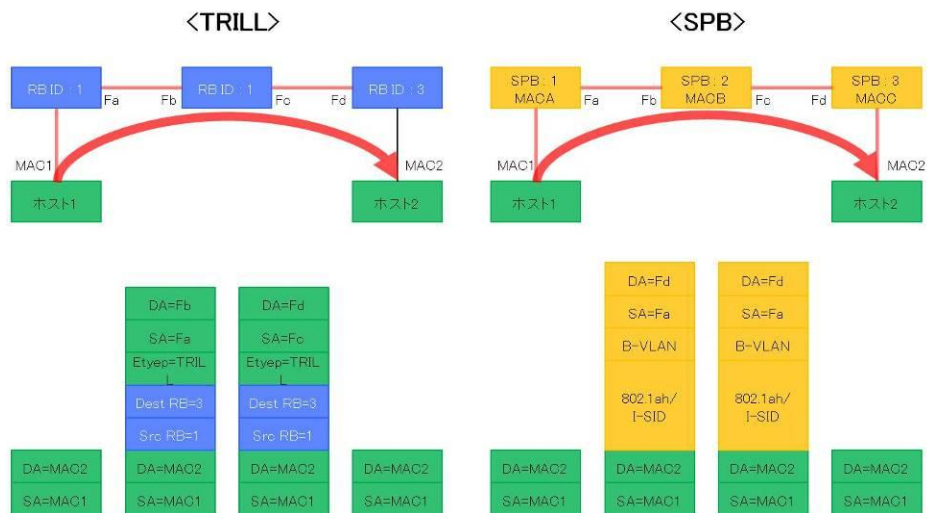 <TRILL>
<SPB>
RB ID : 1
RB ID : 1
RB ID : 3
Fa
Fb
Fc
Fd
MAC1
MAC2
ホスト1
ホスト2
SPB : 1
MACA
SPB : 2
MACB
SPB : 3
MACC
Fa
Fb
Fc
Fd
MAC1
MAC2
ホスト1
ホスト2
DA=Fb
SA=Fa
Etyep=TRIL
L
Dest RB=3
Src RB=1
DA=MAC2
SA=MAC1
DA=Fd
SA=Fc
Etyep=TRIL
L
Dest RB=3
Src RB=1
DA=MAC2
SA=MAC1
DA=MAC2
SA=MAC1
DA=MAC2
SA=MAC1
DA=Fd
SA=Fa
B-VLAN
802.1ah/
I-SID
DA=MAC2
SA=MAC1
DA=Fd
SA=Fa
B-VLAN
802.1ah/
I-SID
DA=MAC2
SA=MAC1
DA=MAC2
SA=MAC1
DA=MAC2
SA=MAC1